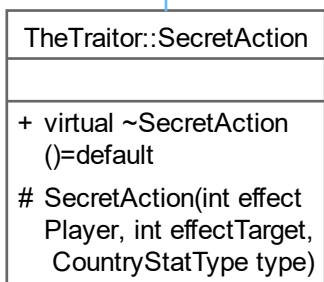 TheTraitor::SecretAction
+ virtual ~SecretAction
()=default
# SecretAction(int effect
Player, int effectTarget,
CountryStatType type)